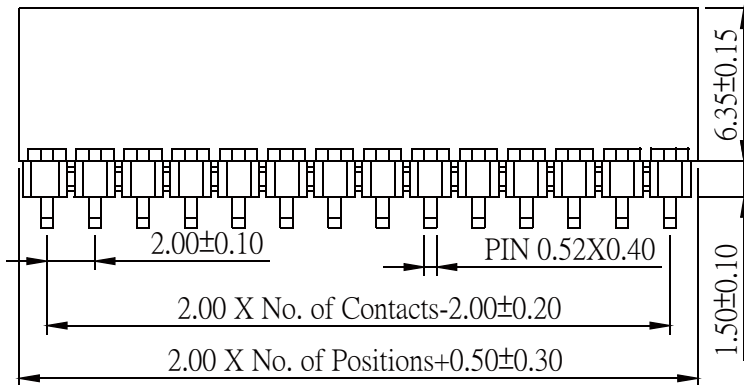 6.35±0.15
2.00±0.10
PIN 0.52X0.40
1.50±0.10
2.00 X No. of Contacts-2.00±0.20
2.00 X No. of Positions+0.50±0.30